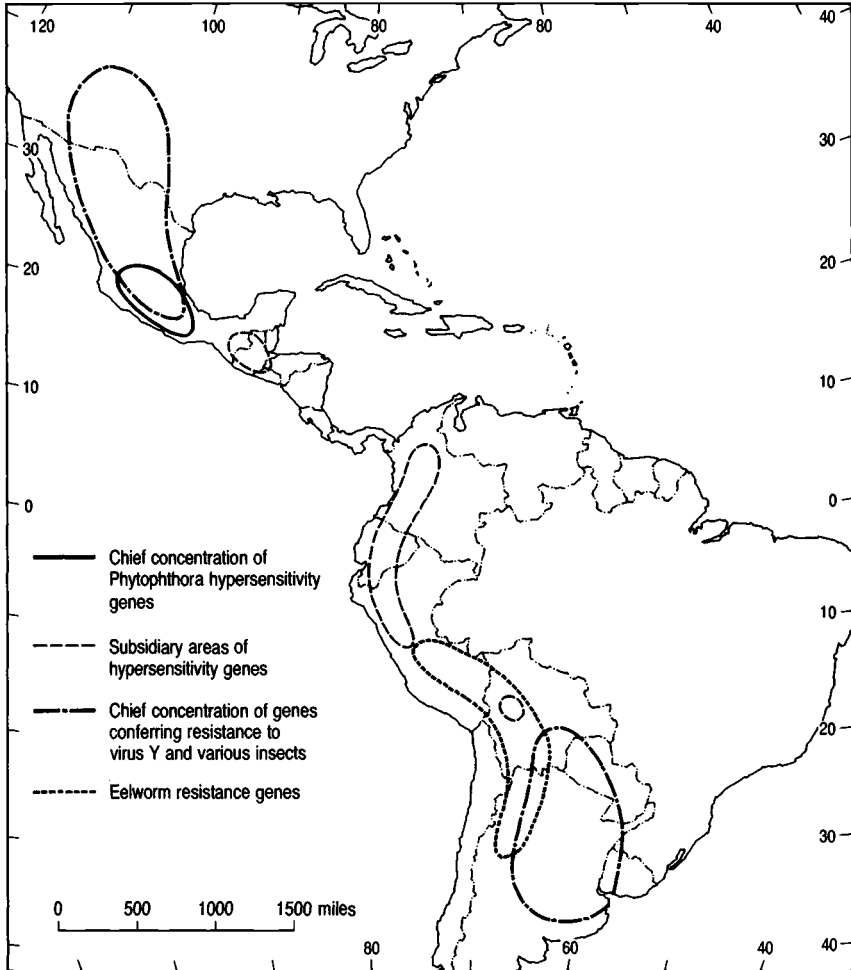 120 100 80 60 40 40
30 30
20 20
10 10
0 0
Chief concentration of
Phytophthora hypersensitivity
genes
10
Subsidiary areas of
hypersensitivity genes
Chief concentration of genes
conferring resistance to
virus Y and various insects
20
Eelworm resistance genes
30
0 500 1000 1500 miles
80 60 40 40